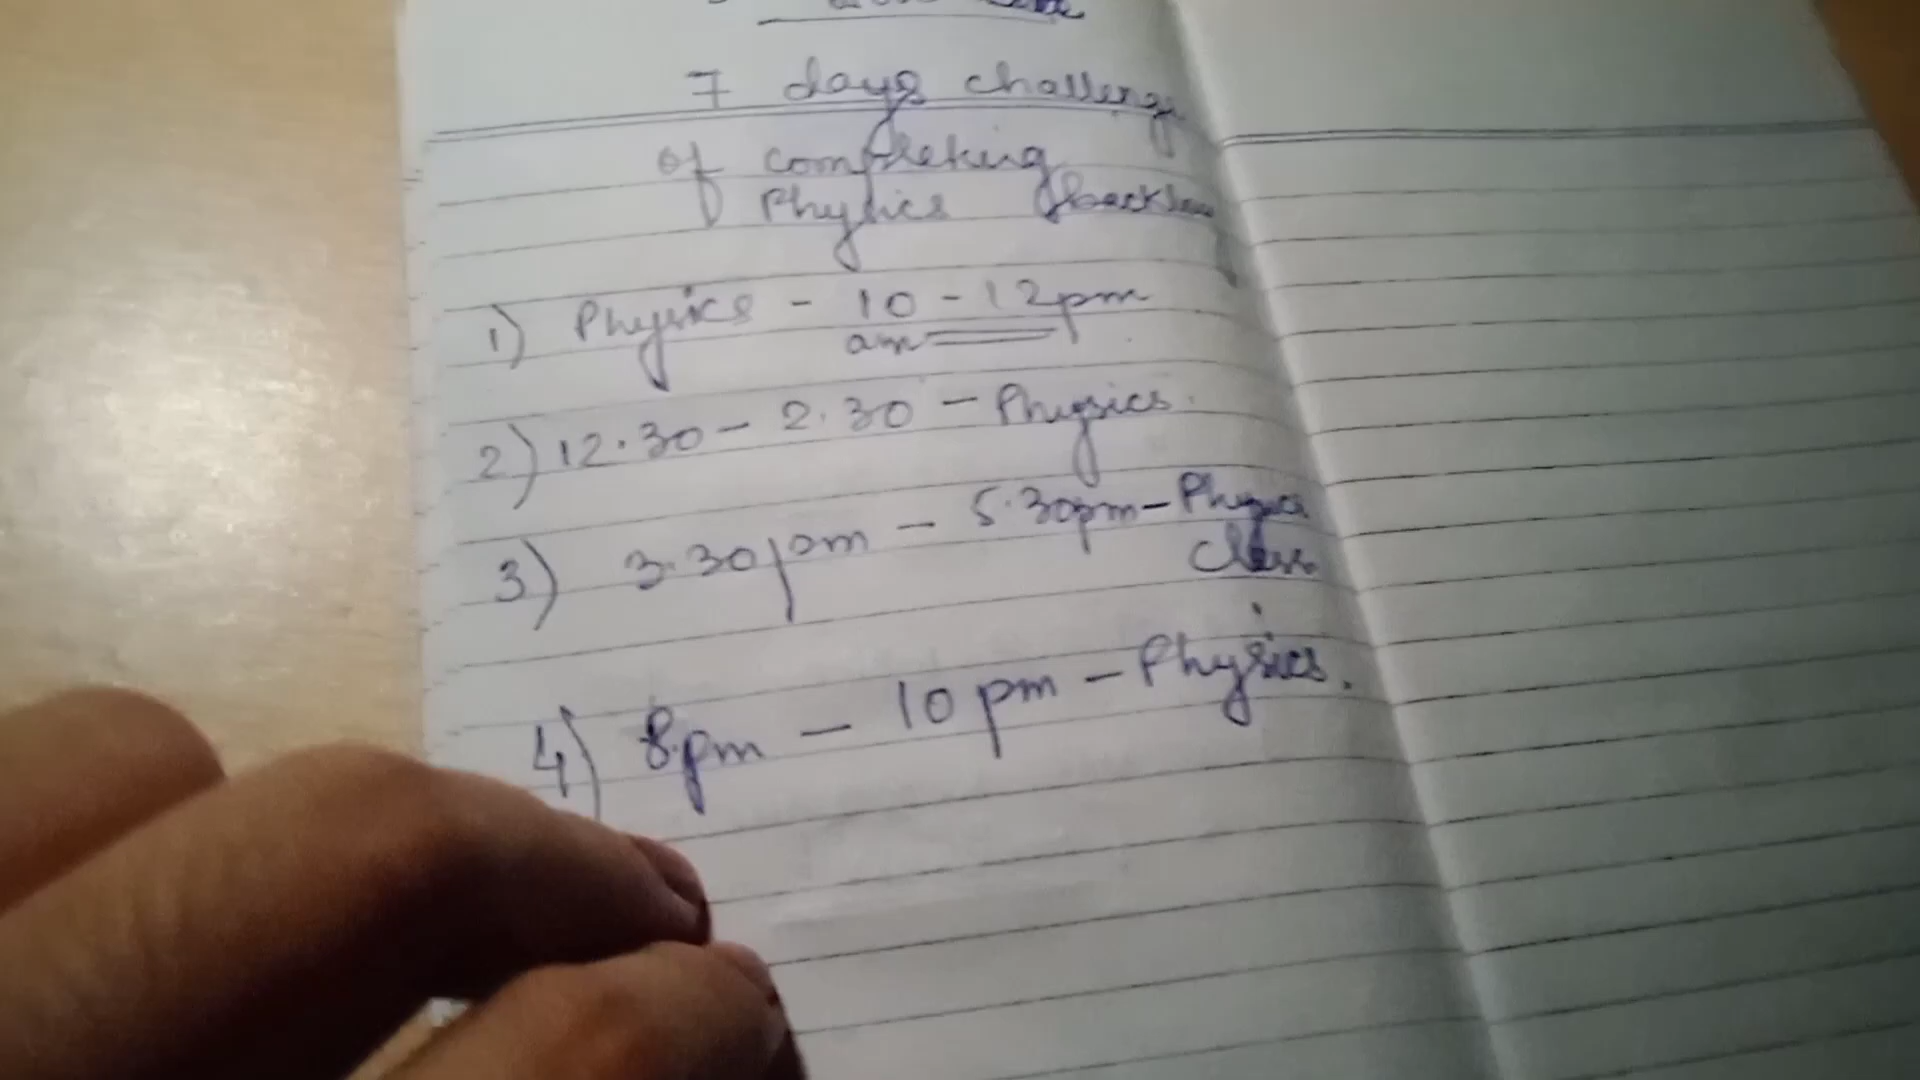 7 days challenge
of completing
Physics backlog
1) Physics - 10 - 12pm
am
2) 12.30 - 2.30 - Physics.
3) 3.30pm - 5.30pm - Physics
Class.
4) 8pm - 10pm - Physics.